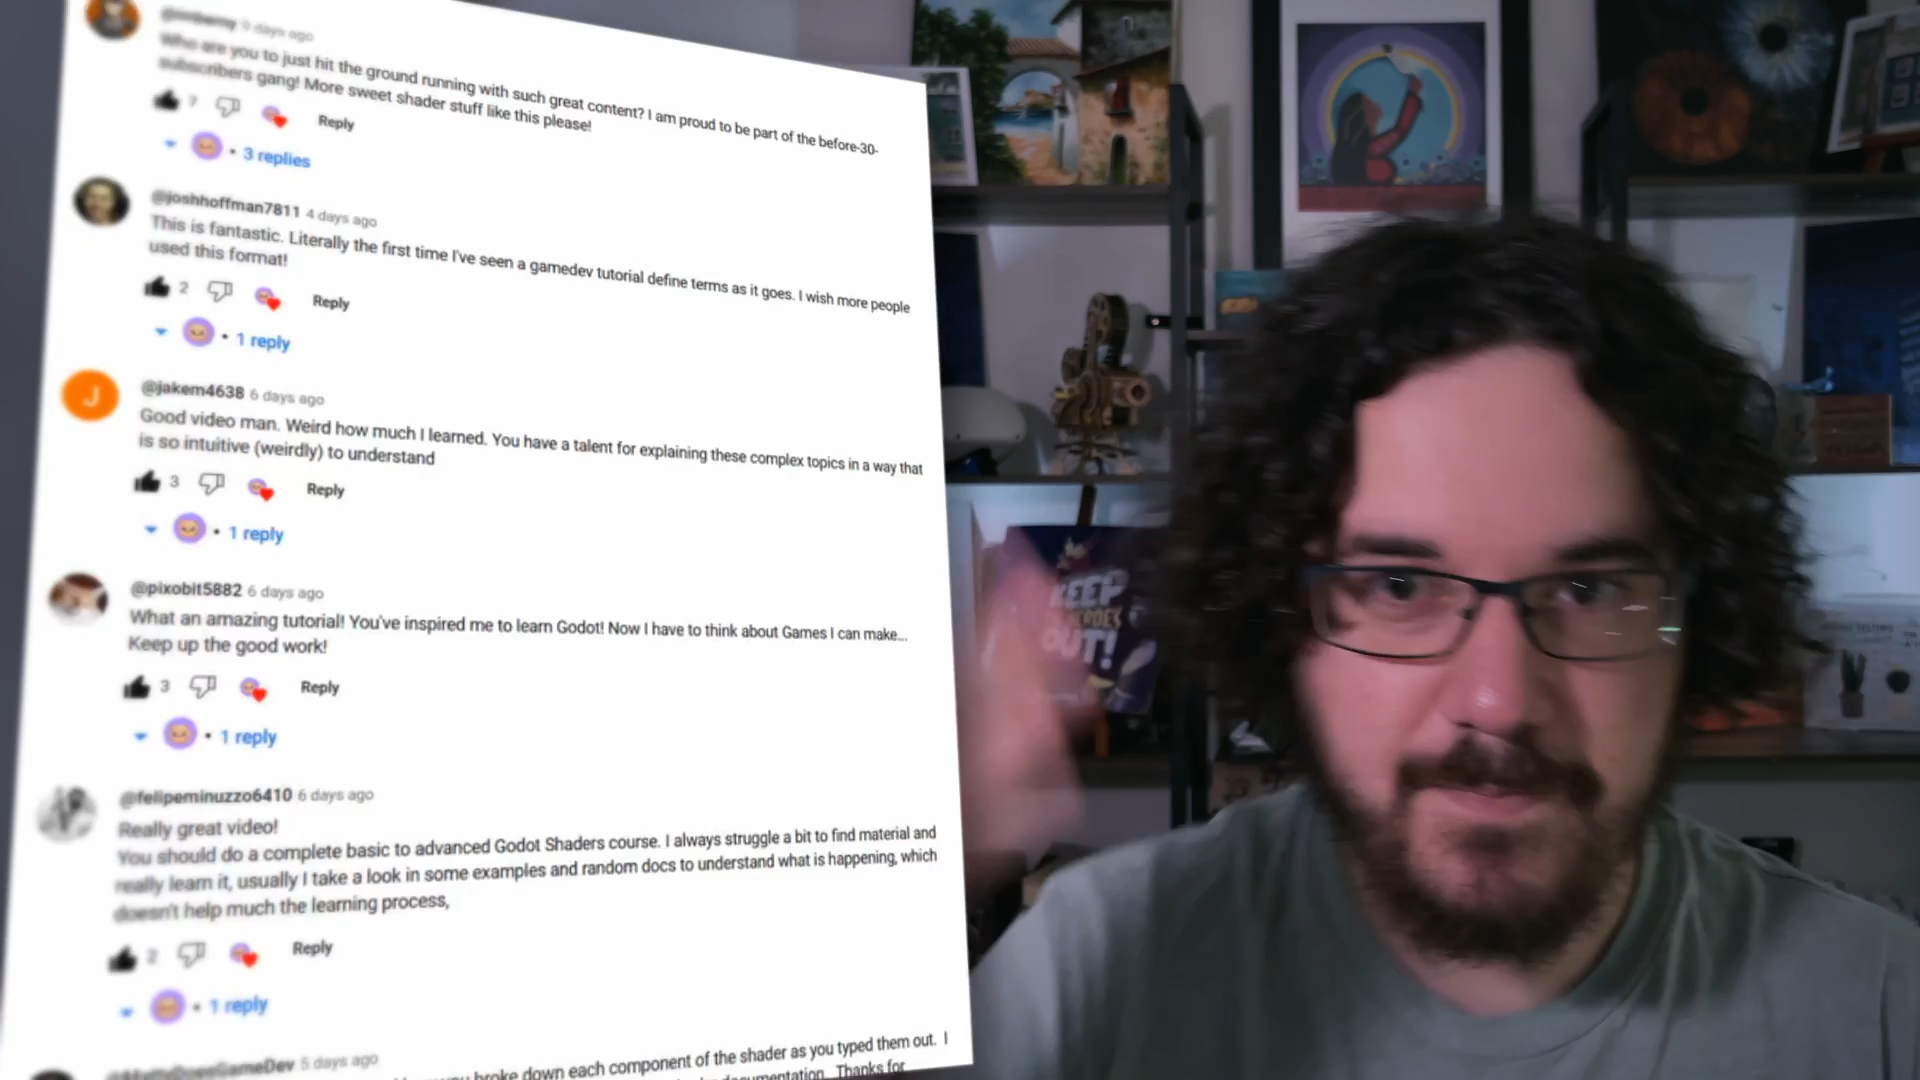 9 days ago
Who are you to just hit the ground running with such great content? I am proud to be part of the before-30-
subscribers gang! More sweet shader stuff like this please!
7 Reply
• 3 replies
@joshhoffman7811 4 days ago
This is fantastic. Literally the first time I've seen a gamedev tutorial define terms as it goes. I wish more people
used this format!
2 Reply
• 1 reply
J
@jakem4638 6 days ago
Good video man. Weird how much I learned. You have a talent for explaining these complex topics in a way that
is so intuitive (weirdly) to understand
3 Reply
• 1 reply
@pixobit5882 6 days ago
What an amazing tutorial! You've inspired me to learn Godot! Now I have to think about Games I can make...
Keep up the good work!
3 Reply
• 1 reply
@felipeminuzzo6410 6 days ago
Really great video!
You should do a complete basic to advanced Godot Shaders course. I always struggle a bit to find material and
really learn it, usually I take a look in some examples and random docs to understand what is happening, which
doesn't help much the learning process,
2 Reply
• 1 reply
5 days ago
broke down each component of the shader as you typed them out. I
Thanks for
KEEP
HEROES
OUT!